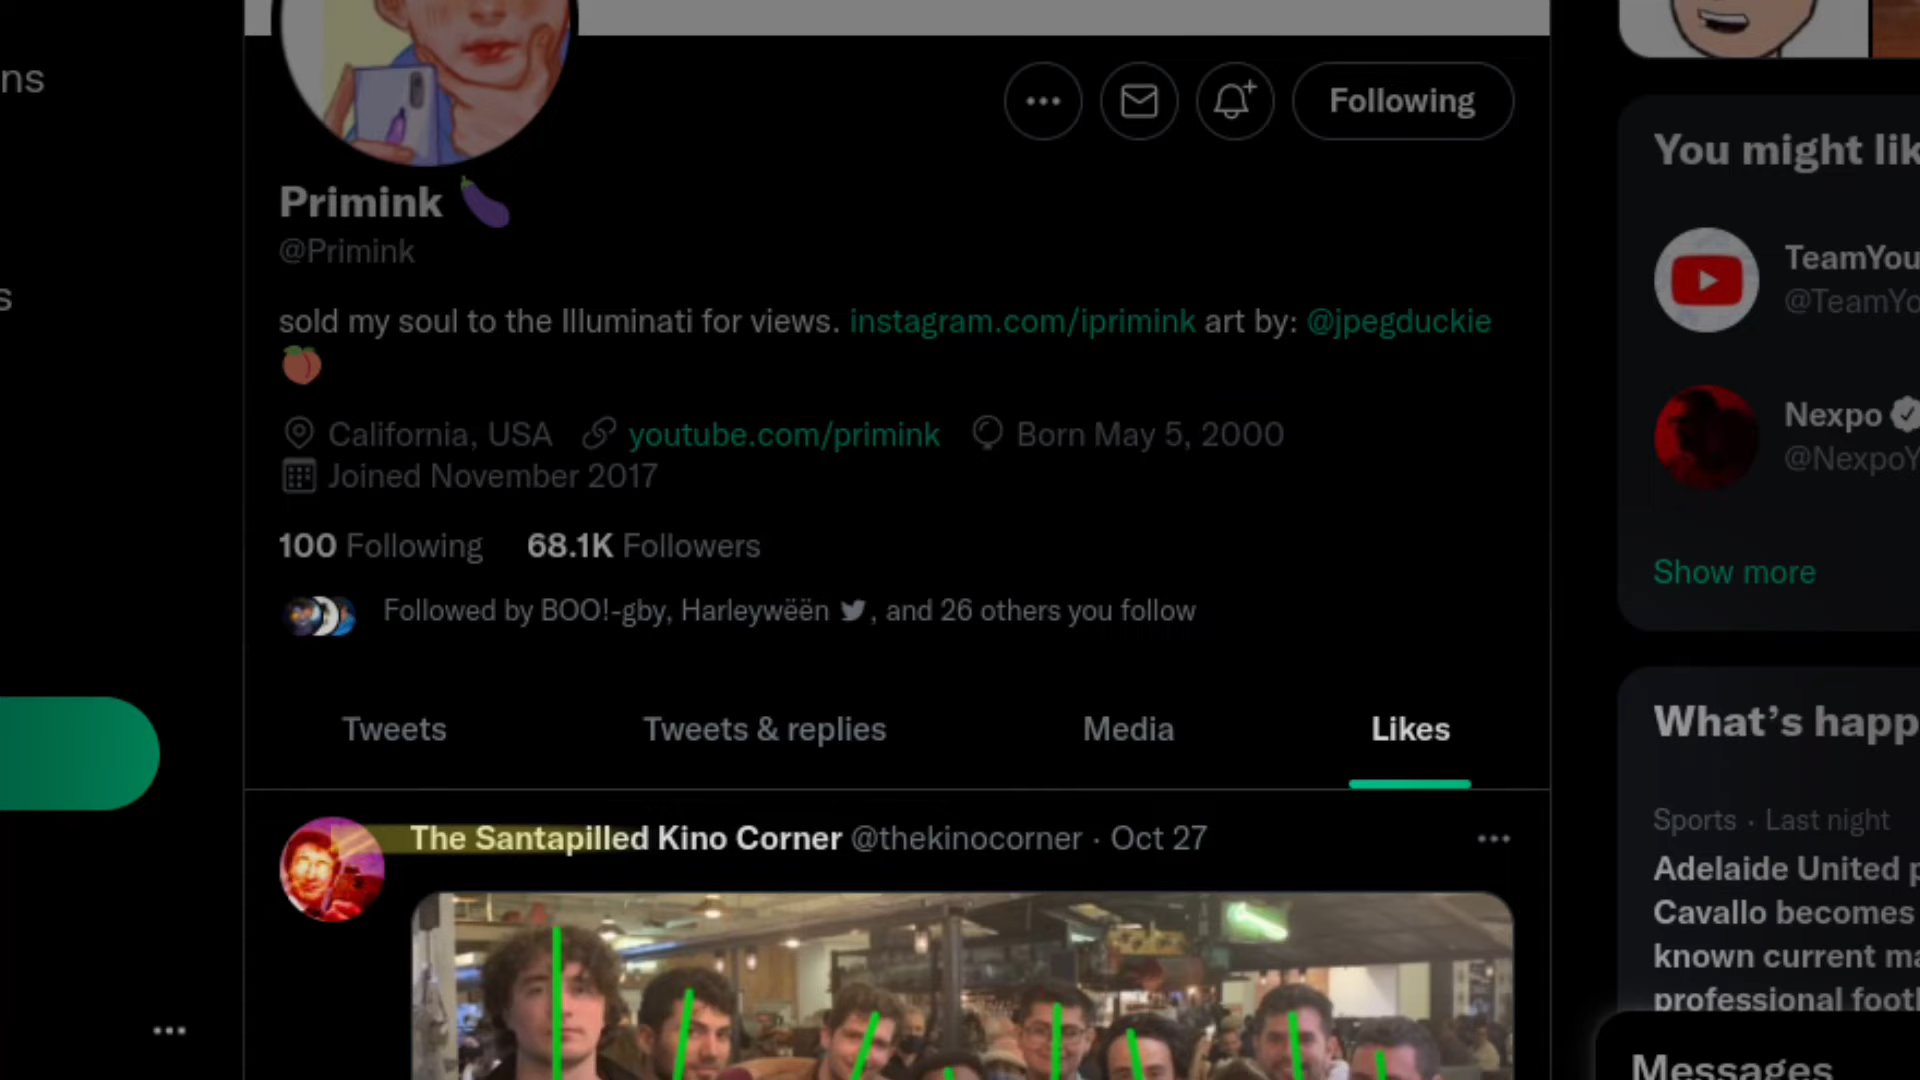 ns
s
Following
Primink 🍆
@Primink
sold my soul to the Illuminati for views. instagram.com/iprimink art by: @jpegduckie
🍑
California, USA youtube.com/primink Born May 5, 2000
Joined November 2017
100 Following 68.1K Followers
Followed by BOO!-gby, Harleywëën, and 26 others you follow
Tweets Tweets & replies Media Likes
The Santapilled Kino Corner @thekinocorner · Oct 27
You might lik
TeamYou
@TeamYo
Nexpo
@NexpoY
Show more
What's happ
Sports · Last night
Adelaide United p
Cavallo becomes
known current ma
professional footb
Messages